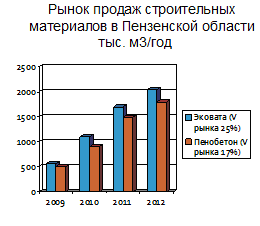 Рынок продаж строительных
материалов в Пензенской области
тыс. м3/год
2500
2000
1500
1000
500
0
2009 2010 2011 2012
Эковата (V
рынка 25%)
Пенобетон (V
рынка 17%)